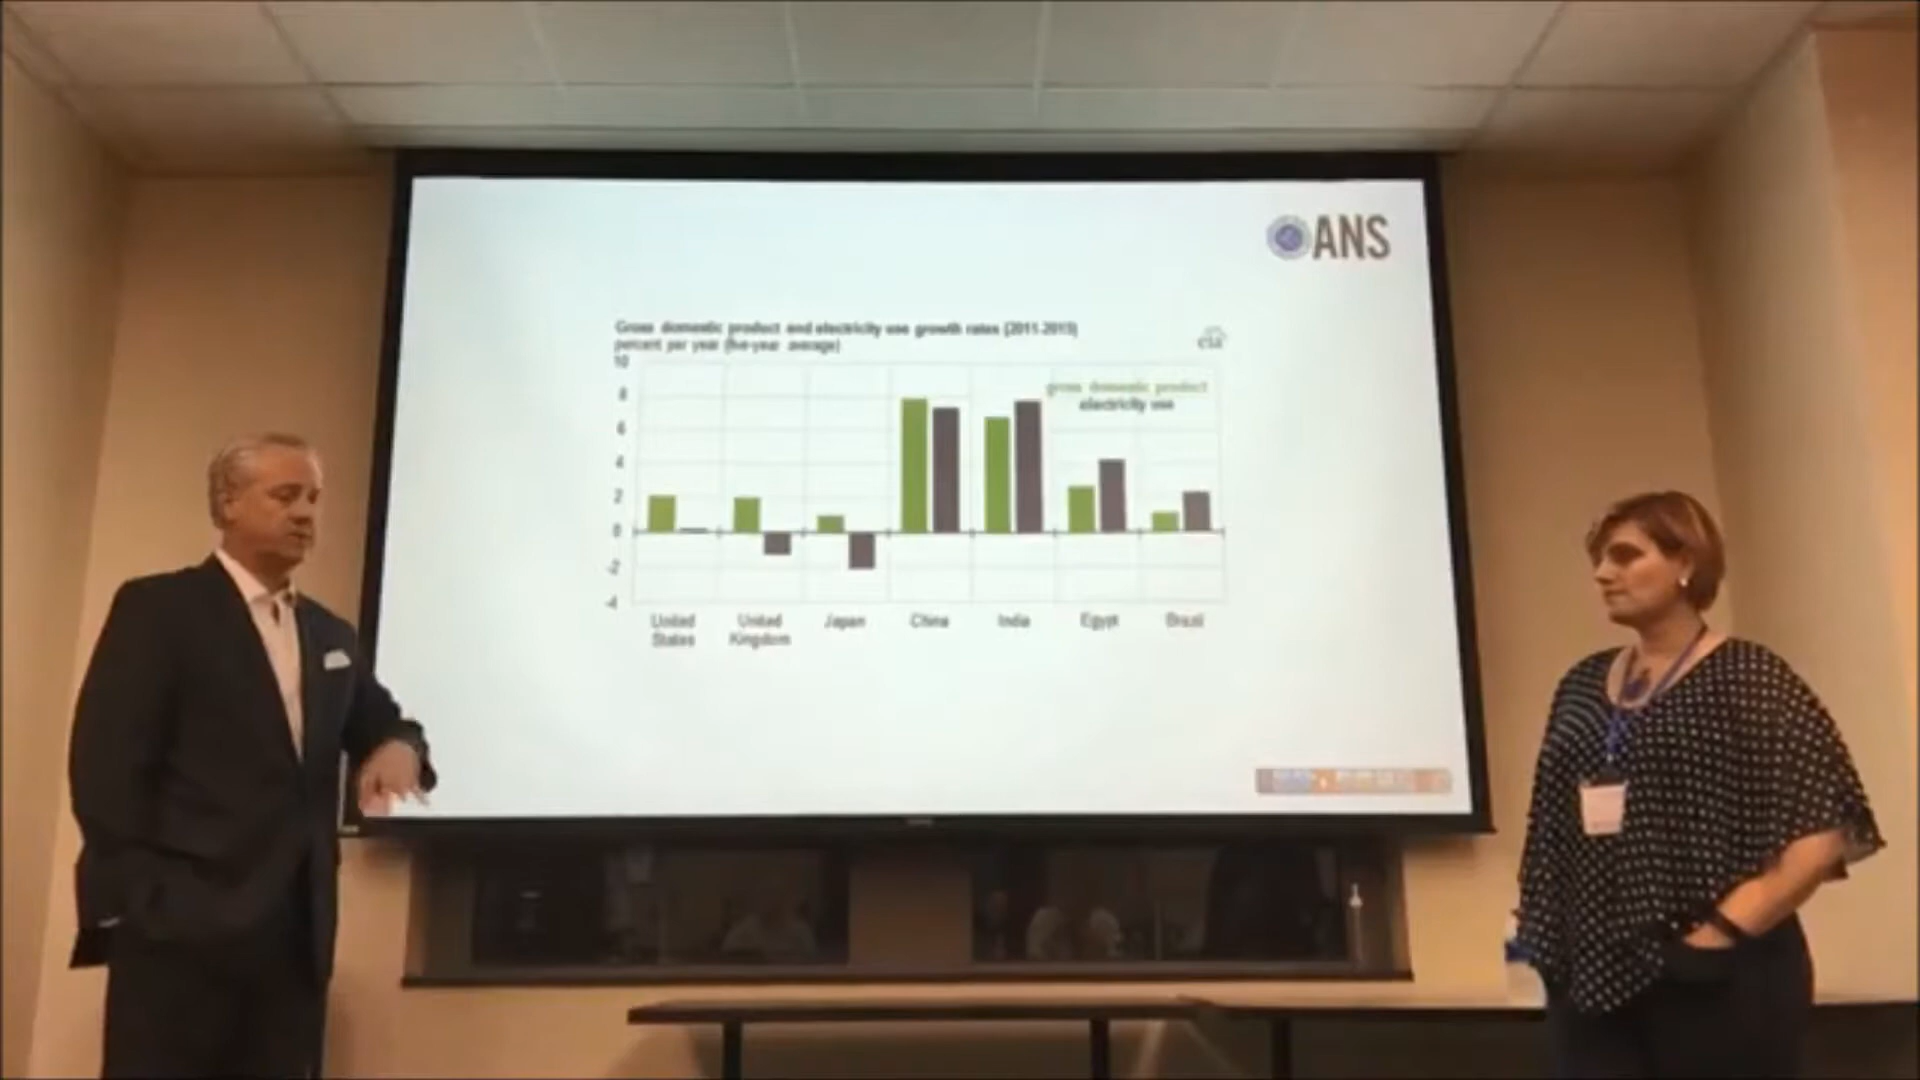 ANS
Gross domestic product and electricity use growth rates (2011-2015)
percent per year (five-year average)
eia
10
8
6
4
2
0
-2
-4
gross domestic product
electricity use
United States
United Kingdom
Japan
China
India
Egypt
Brazil